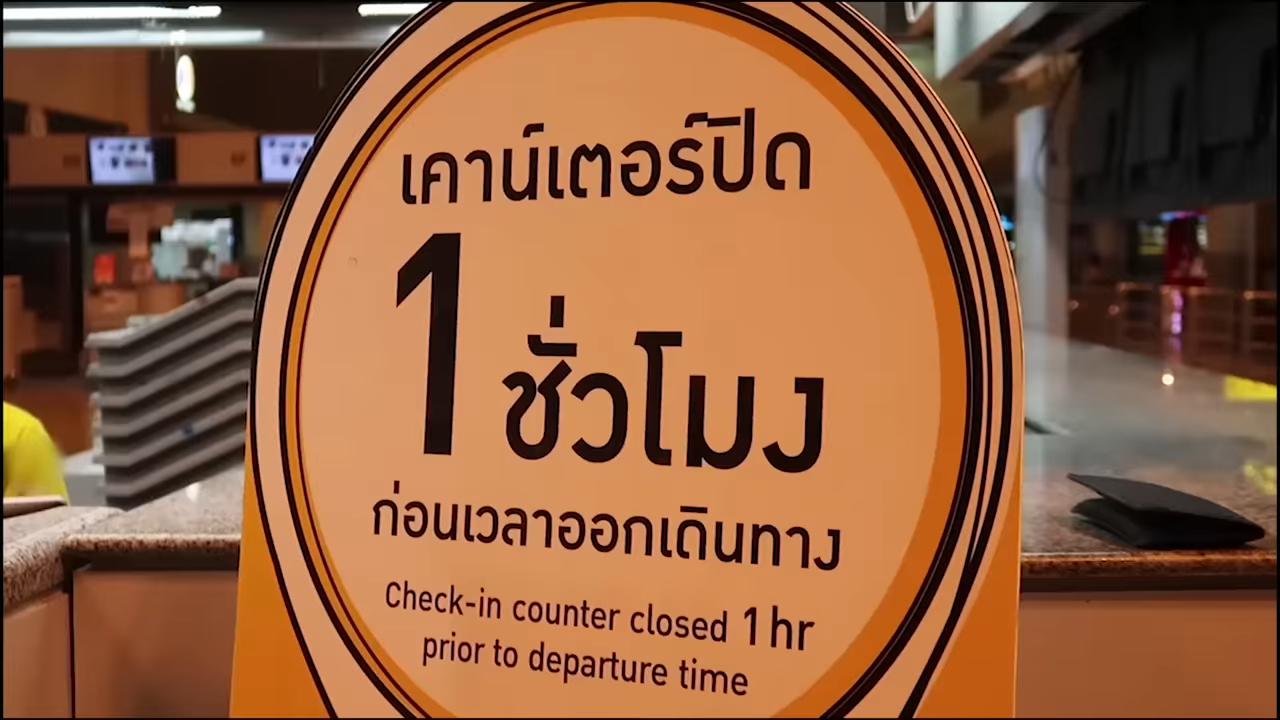 เคาน์เตอร์ปิด
1 ชั่วโมง
ก่อนเวลาออกเดินทาง
Check-in counter closed 1 hr
prior to departure time